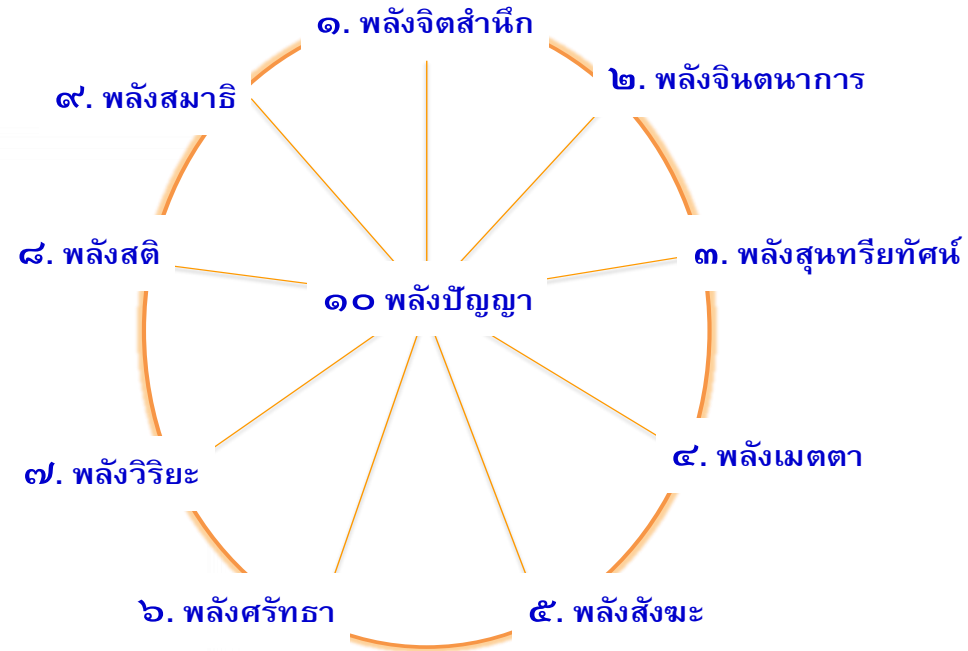 ๑. พลังจิตสำนึก
๒. พลังจินตนาการ
๓. พลังสุนทรียทัศน์
๔. พลังเมตตา
๕. พลังสังฆะ
๖. พลังศรัทธา
๗. พลังวิริยะ
๘. พลังสติ
๙. พลังสมาธิ
๑๐ พลังปัญญา